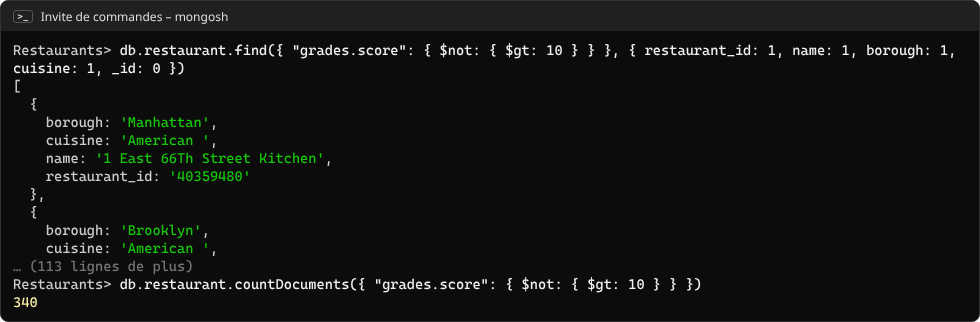 >_ Invite de commandes – mongosh
Restaurants> db.restaurant.find({ "grades.score": { $not: { $gt: 10 } } }, { restaurant_id: 1, name: 1, borough: 1,
cuisine: 1, _id: 0 })
[
  {
    borough: 'Manhattan',
    cuisine: 'American ',
    name: '1 East 66Th Street Kitchen',
    restaurant_id: '40359480'
  },
  {
    borough: 'Brooklyn',
    cuisine: 'American ',
… (113 lignes de plus)
Restaurants> db.restaurant.countDocuments({ "grades.score": { $not: { $gt: 10 } } })
340